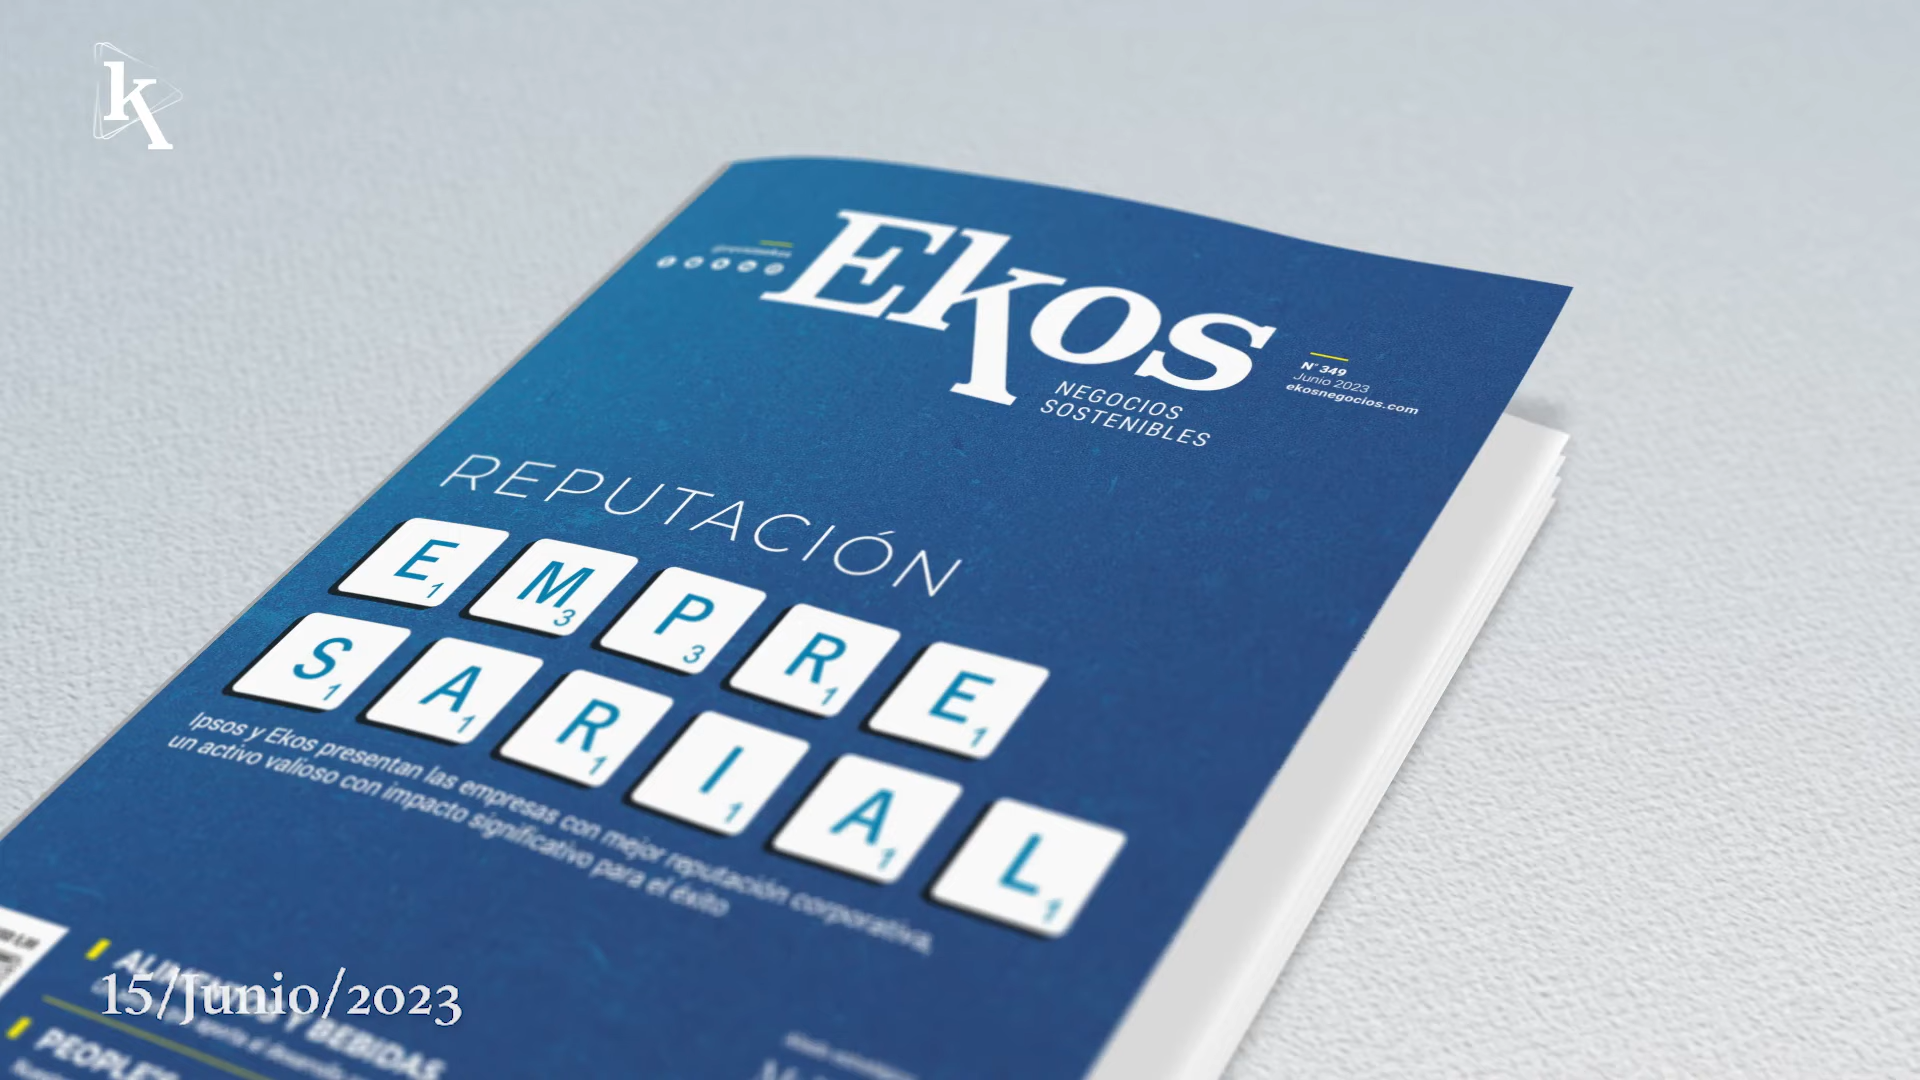 k
Ekos
NEGOCIOS
SOSTENIBLES
N° 349
Junio 2023
ekosnegocios.com
REPUTACIÓN
E1 M3 P3 R1 E1
S1 A1 R1 I1 A1 L1
Ipsos y Ekos presentan las empresas con mejor reputación corporativa,
un activo valioso con impacto significativo para el éxito
ALIMENTOS Y BEBIDAS
15/Junio/2023
PEOPLE'S